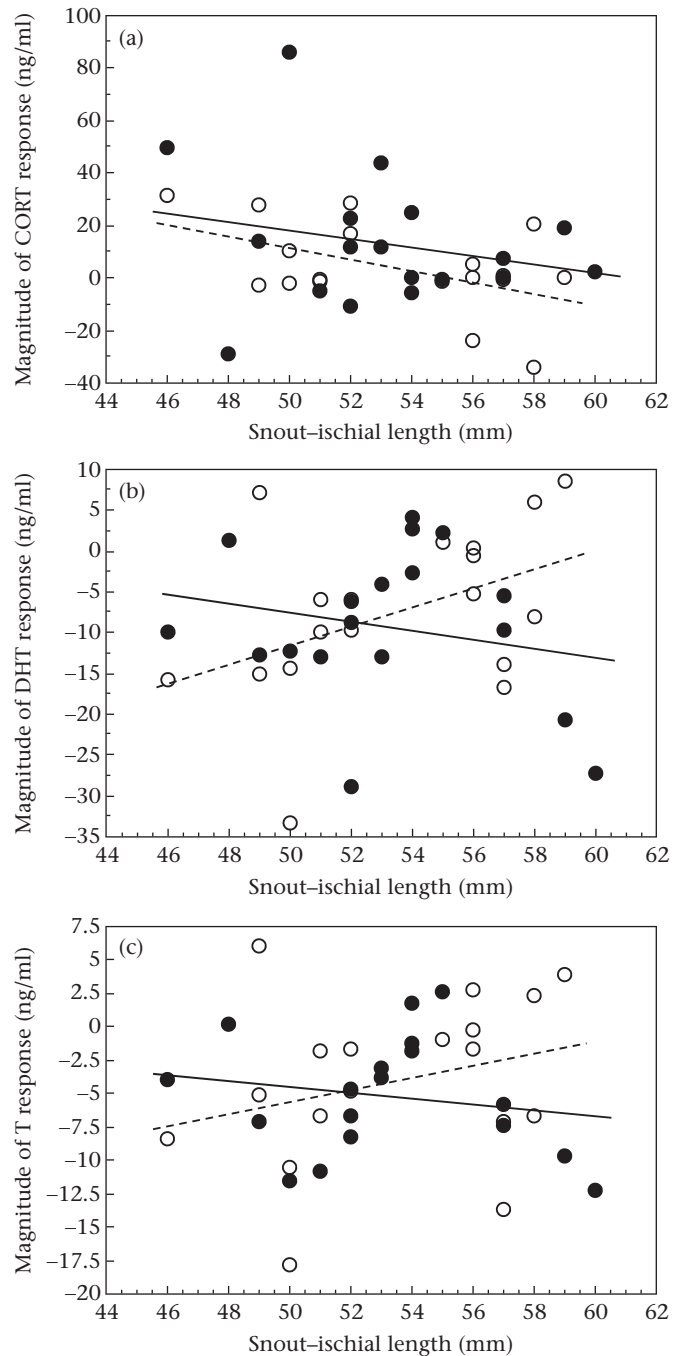 (a)
Magnitude of CORT response (ng/ml)
100
80
60
40
20
0
–20
–40
44 46 48 50 52 54 56 58 60 62
Snout–ischial length (mm)
(b)
Magnitude of DHT response (ng/ml)
10
5
0
–5
–10
–15
–20
–25
–30
–35
44 46 48 50 52 54 56 58 60 62
Snout–ischial length (mm)
(c)
Magnitude of T response (ng/ml)
7.5
5
2.5
0
–2.5
–5
–7.5
–10
–12.5
–15
–17.5
–20
44 46 48 50 52 54 56 58 60 62
Snout–ischial length (mm)